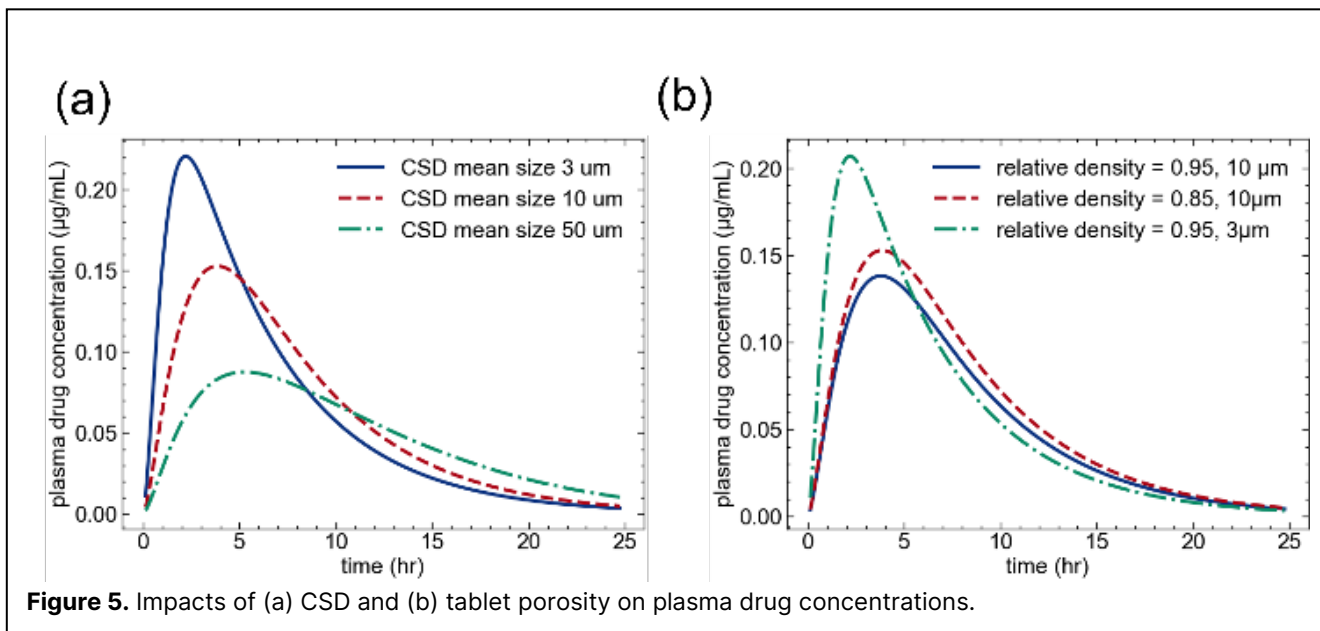 (a)
(b)
plasma drug concentration (μg/mL)
0.20
0.15
0.10
0.05
0.00
CSD mean size 3 um
CSD mean size 10 um
CSD mean size 50 um
0 5 10 15 20 25
time (hr)
plasma drug concentration (μg/mL)
0.20
0.15
0.10
0.05
0.00
relative density = 0.95, 10 μm
relative density = 0.85, 10μm
relative density = 0.95, 3μm
0 5 10 15 20 25
time (hr)
Figure 5. Impacts of (a) CSD and (b) tablet porosity on plasma drug concentrations.